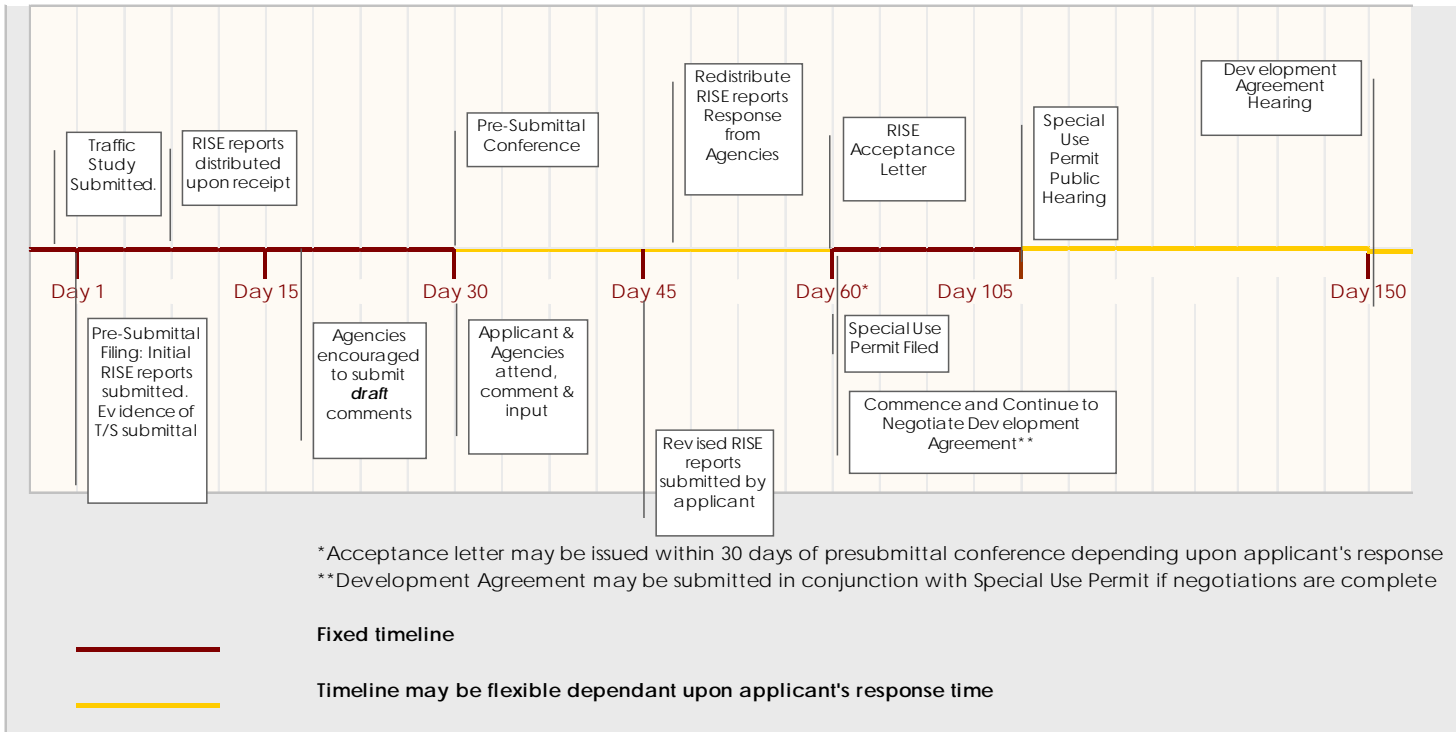 Traffic
Study
Submitted.
RISE reports
distributed
upon receipt
Pre-Submittal
Conference
Redistribute
RISE reports
Response
from
Agencies
RISE
Acceptance
Letter
Special
Use
Permit
Public
Hearing
Development
Agreement
Hearing
Day 1
Day 15
Day 30
Day 45
Day 60*
Day 105
Day 150
Pre-Submittal
Filing: Initial
RISE reports
submitted.
Evidence of
T/S submittal
Agencies
encouraged
to submit
draft
comments
Applicant &
Agencies
attend,
comment &
input
Revised RISE
reports
submitted by
applicant
Special Use
Permit Filed
Commence and Continue to
Negotiate Development
Agreement**
*Acceptance letter may be issued within 30 days of presubmittal conference depending upon applicant's response
**Development Agreement may be submitted in conjunction with Special Use Permit if negotiations are complete
Fixed timeline
Timeline may be flexible dependant upon applicant's response time